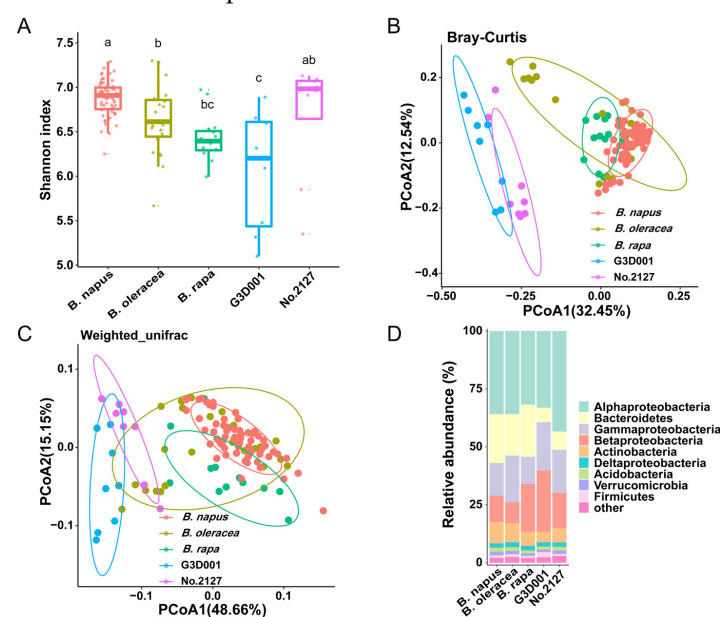 A
7.5
7.0
6.5
6.0
5.5
5.0
Shannon index
a
b
bc
c
ab
B. napus
B. oleracea
B. rapa
G3D001
No.2127
B
Bray-Curtis
0.2
0.0
−0.2
−0.4
PCoA2(12.54%)
B. napus
B. oleracea
B. rapa
G3D001
No.2127
−0.50
−0.25
0.00
0.25
PCoA1(32.45%)
C
Weighted_unifrac
0.1
0.0
−0.1
PCoA2(15.15%)
B. napus
B. oleracea
B. rapa
G3D001
No.2127
−0.1
0.0
0.1
PCoA1(48.66%)
D
100
75
50
25
0
Relative abundance (%)
B. napus
B. oleracea
B. rapa
G3D001
No.2127
Alphaproteobacteria
Bacteroidetes
Gammaproteobacteria
Betaproteobacteria
Actinobacteria
Deltaproteobacteria
Acidobacteria
Verrucomicrobia
Firmicutes
other